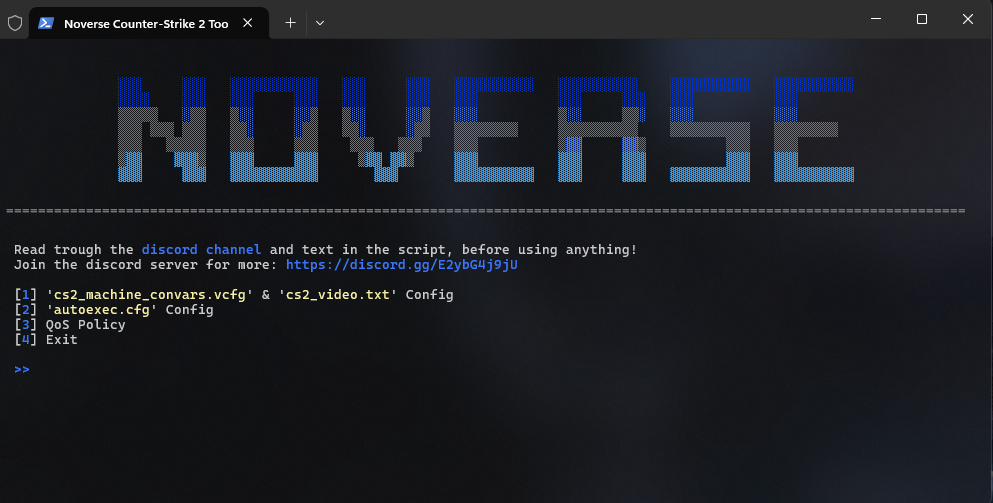 Noverse Counter-Strike 2 Too
NOVERSE
========================================================================================================================
Read trough the discord channel and text in the script, before using anything!
Join the discord server for more: https://discord.gg/E2ybG4j9jU
[1] 'cs2_machine_convars.vcfg' & 'cs2_video.txt' Config
[2] 'autoexec.cfg' Config
[3] QoS Policy
[4] Exit
>>